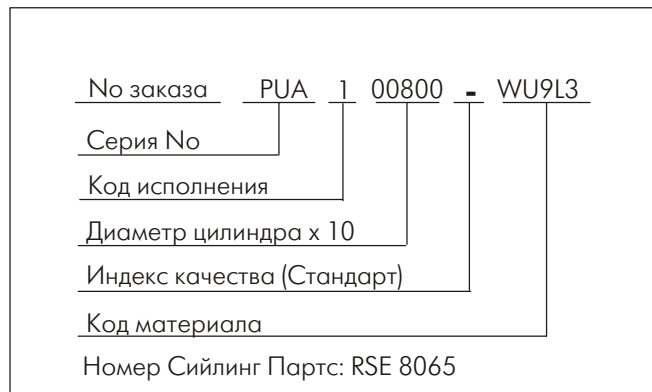 No заказа PUA 1 00800 - WU9L3
Серия No
Код исполнения
Диаметр цилиндра x 10
Индекс качества (Стандарт)
Код материала
Номер Сийлинг Партс: RSE 8065